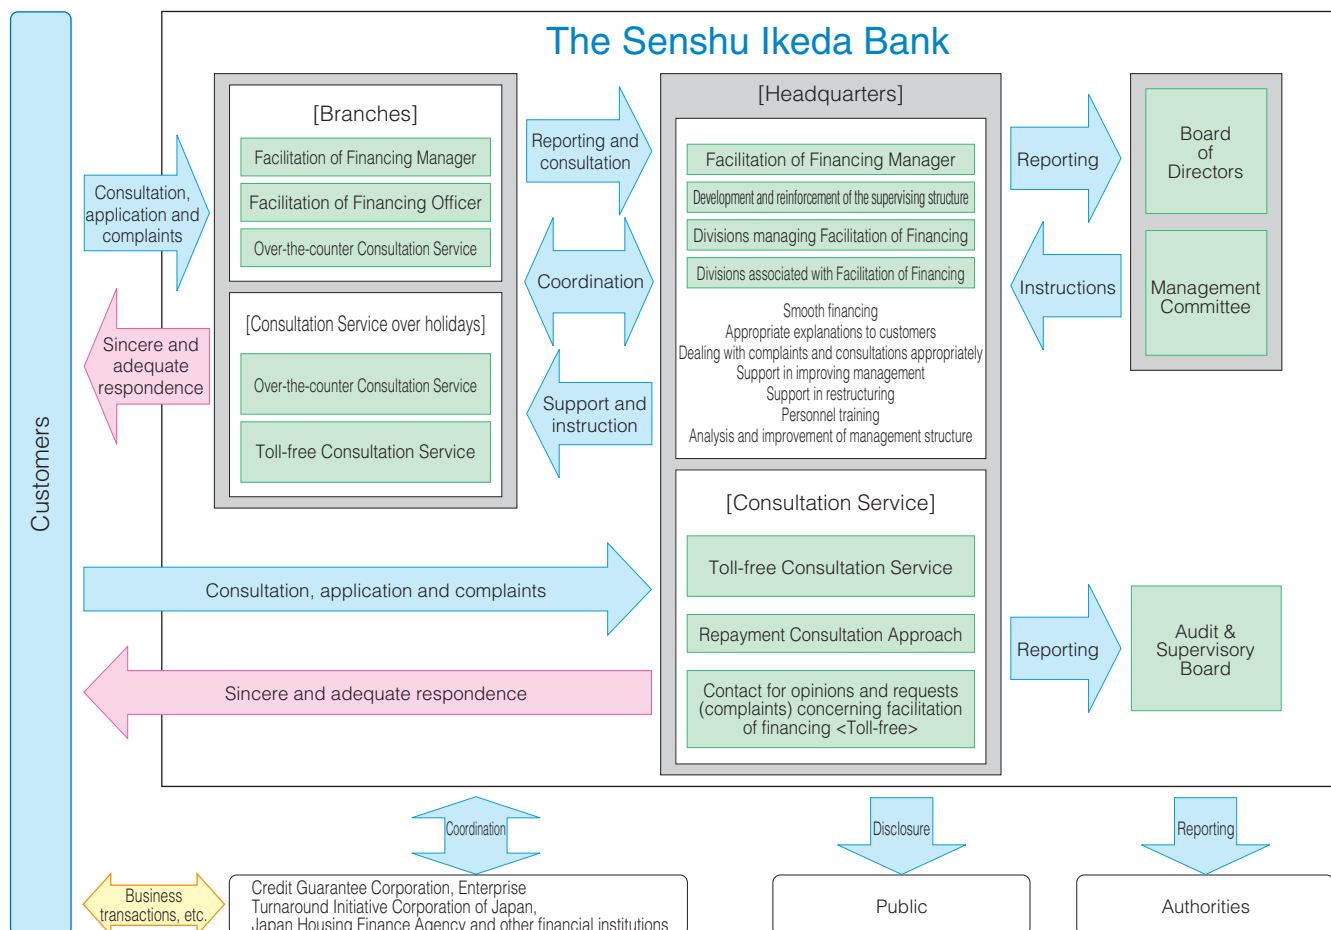 The Senshu Ikeda Bank
Customers
Consultation,
application and
complaints
Sincere and
adequate
respondence
[Branches]
Facilitation of Financing Manager
Facilitation of Financing Officer
Over-the-counter Consultation Service
[Consultation Service over holidays]
Over-the-counter Consultation Service
Toll-free Consultation Service
Reporting and
consultation
Coordination
Support and
instruction
[Headquarters]
Facilitation of Financing Manager
Development and reinforcement of the supervising structure
Divisions managing Facilitation of Financing
Divisions associated with Facilitation of Financing
Smooth financing
Appropriate explanations to customers
Dealing with complaints and consultations appropriately
Support in improving management
Support in restructuring
Personnel training
Analysis and improvement of management structure
Reporting
Instructions
Board
of
Directors
Management
Committee
Consultation, application and complaints
Sincere and adequate respondence
[Consultation Service]
Toll-free Consultation Service
Repayment Consultation Approach
Contact for opinions and requests
(complaints) concerning facilitation
of financing <Toll-free>
Reporting
Audit &
Supervisory
Board
Coordination
Disclosure
Reporting
Business
transactions, etc.
Credit Guarantee Corporation, Enterprise
Turnaround Initiative Corporation of Japan,
Japan Housing Finance Agency and other financial institutions
Public
Authorities